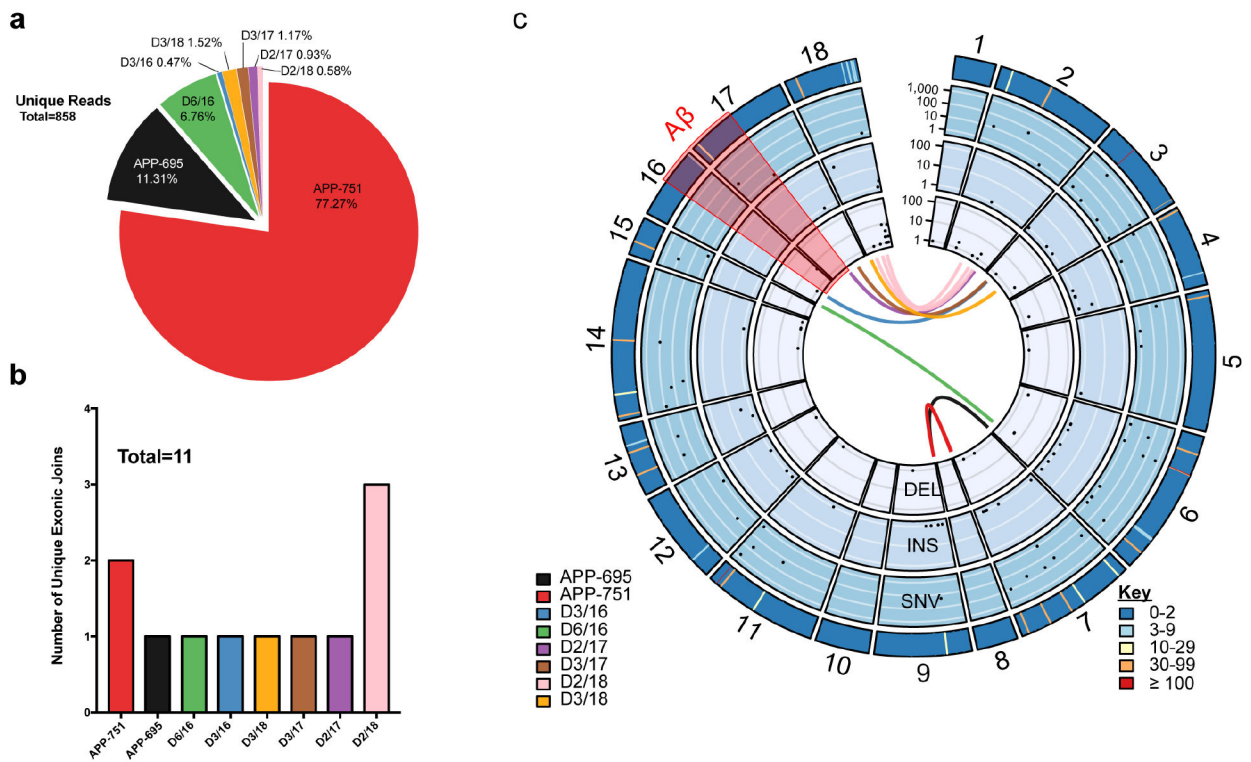 a
Unique Reads
Total=858
D3/16 0.47%
D3/18 1.52%
D3/17 1.17%
D2/17 0.93%
D2/18 0.58%
D6/16
6.76%
APP-695
11.31%
APP-751
77.27%
b
Number of Unique Exonic Joins
4
3
2
1
0
Total=11
APP-751
APP-695
D6/16
D3/16
D3/18
D3/17
D2/17
D2/18
c
1
2
3
4
5
6
7
8
9
10
11
12
13
14
15
16
17
18
Aβ
1,000
100
10
1
100
10
1
100
10
1
DEL
INS
SNV
APP-695
APP-751
D3/16
D6/16
D2/17
D3/17
D2/18
D3/18
Key
0-2
3-9
10-29
30-99
≥ 100